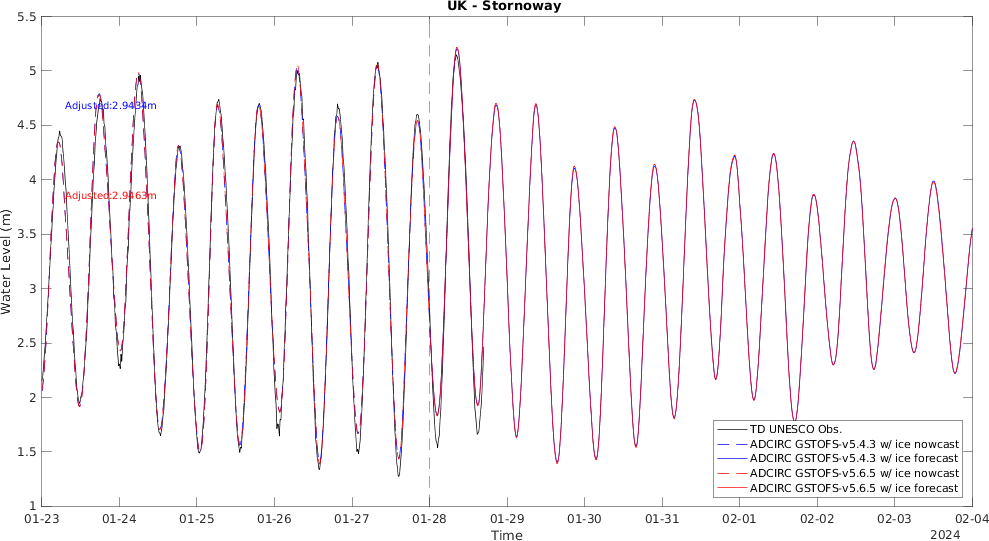 UK - Stornoway
5.5
5
4.5
4
3.5
3
2.5
2
1.5
1
Water Level (m)
Adjusted:2.9434m
Adjusted:2.9463m
TD UNESCO Obs.
ADCIRC GSTOFS-v5.4.3 w/ ice nowcast
ADCIRC GSTOFS-v5.4.3 w/ ice forecast
ADCIRC GSTOFS-v5.6.5 w/ ice nowcast
ADCIRC GSTOFS-v5.6.5 w/ ice forecast
01-23 01-24 01-25 01-26 01-27 01-28 01-29 01-30 01-31 02-01 02-02 02-03 02-04
Time
2024